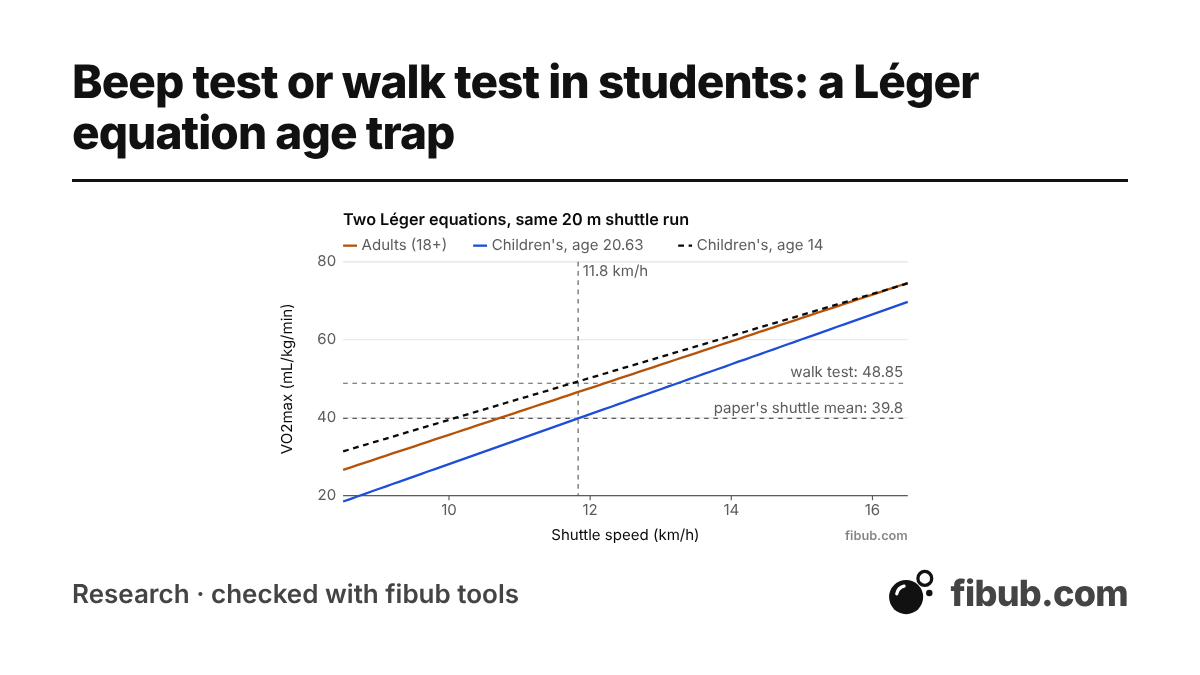 Beep test or walk test in students: a Léger
equation age trap
Two Léger equations, same 20 m shuttle run
Adults (18+) Children's, age 20.63 Children's, age 14
80
11.8 km/h
60
walk test: 48.85
paper's shuttle mean: 39.8
40
20
VO2max (mL/kg/min)
10 12 14 16
Shuttle speed (km/h)
fibub.com
Research · checked with fibub tools
fibub.com